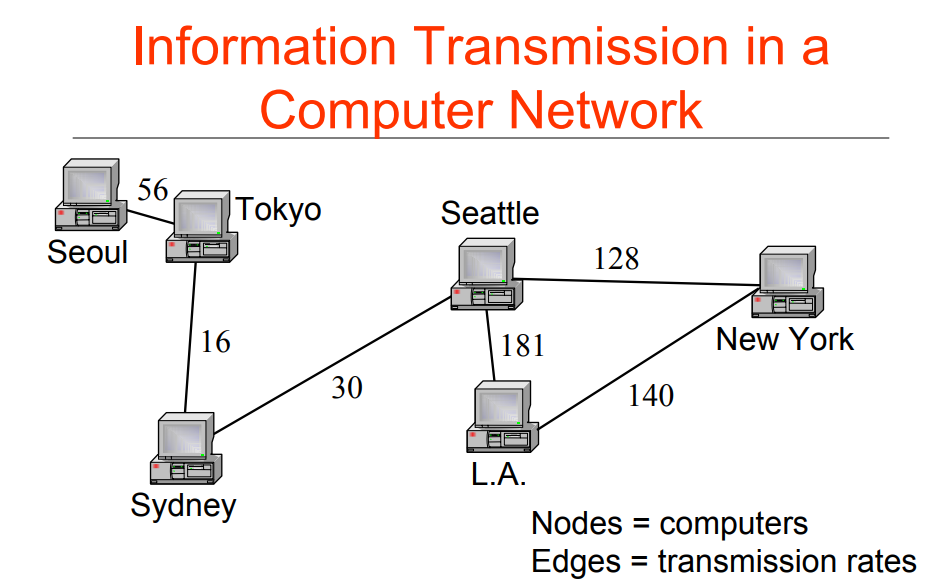 Information Transmission in a
Computer Network
56
Tokyo
Seoul
Seattle
128
New York
16
181
30
140
L.A.
Sydney
Nodes = computers
Edges = transmission rates